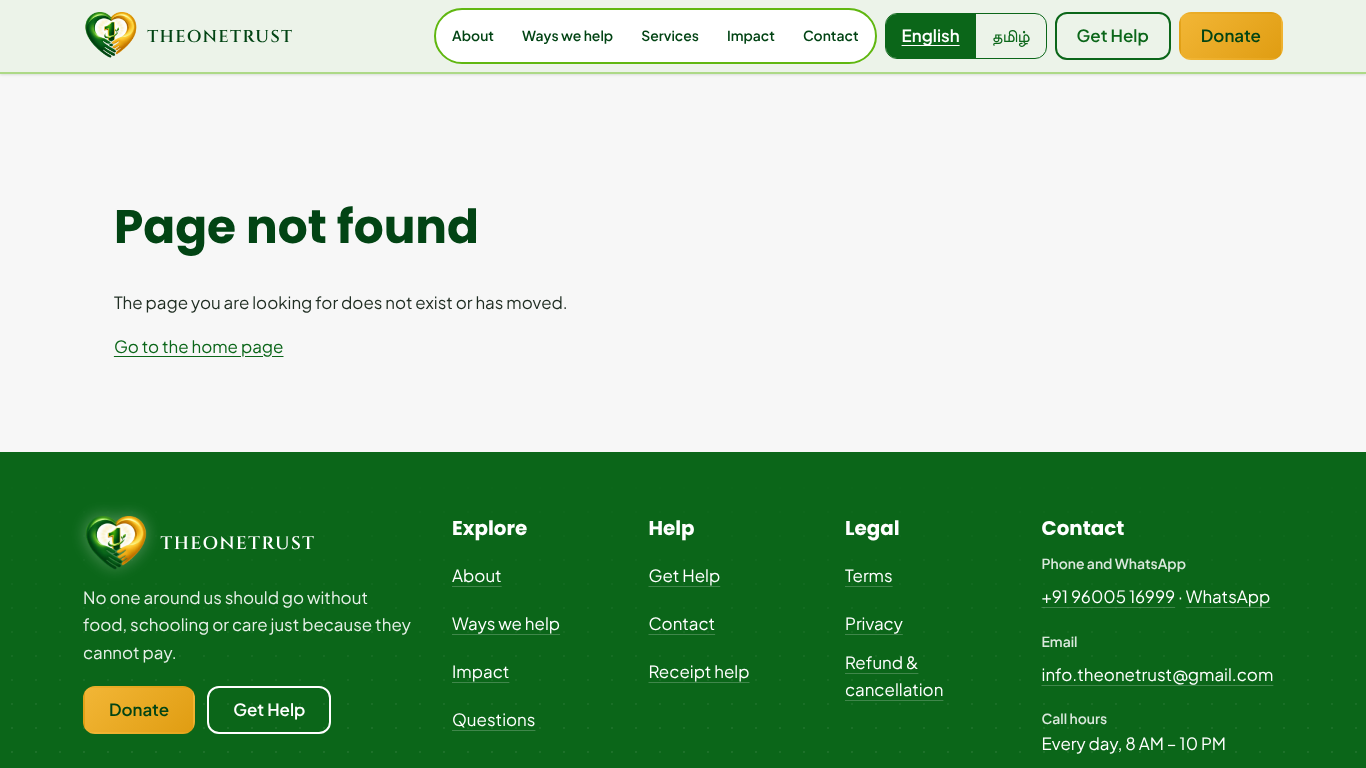 THEONETRUST
About
Ways we help
Services
Impact
Contact
English
தமிழ்
Get Help
Donate
Page not found
The page you are looking for does not exist or has moved.
Go to the home page
THEONETRUST
No one around us should go without
food, schooling or care just because they
cannot pay.
Donate
Get Help
Explore
About
Ways we help
Impact
Questions
Help
Get Help
Contact
Receipt help
Legal
Terms
Privacy
Refund &
cancellation
Contact
Phone and WhatsApp
+91 96005 16999 · WhatsApp
Email
info.theonetrust@gmail.com
Call hours
Every day, 8 AM – 10 PM